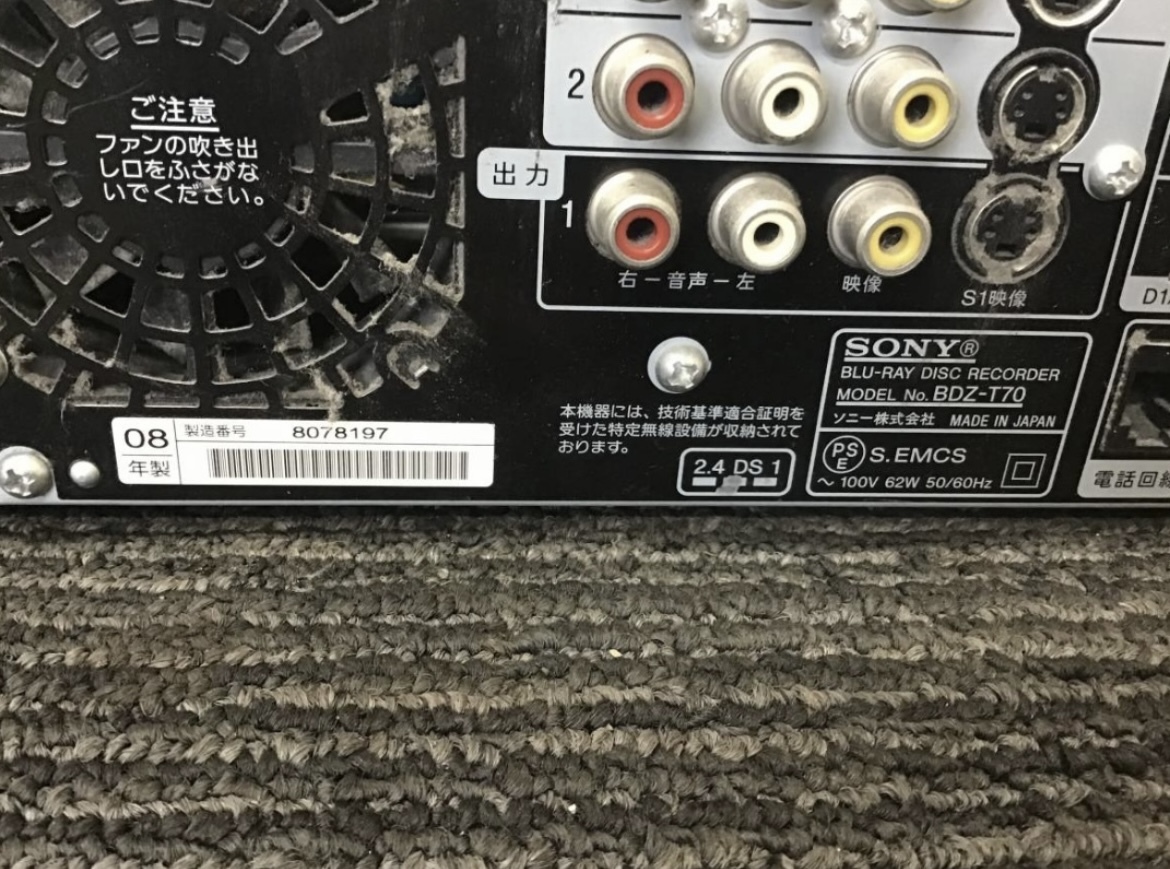 ご注意
ファンの吹き出
し口をふさがな
いでください。
2
出力
1
右ー音声ー左
映像
S1映像
D1
SONY®
BLU-RAY DISC RECORDER
MODEL No. BDZ-T70
ソニー株式会社 MADE IN JAPAN
PS
E
S.EMCS
～ 100V 62W 50/60Hz
本機器には、技術基準適合証明を
受けた特定無線設備が収納されて
おります。
2.4 DS 1
電話回線
08
年製
製造番号 8078197